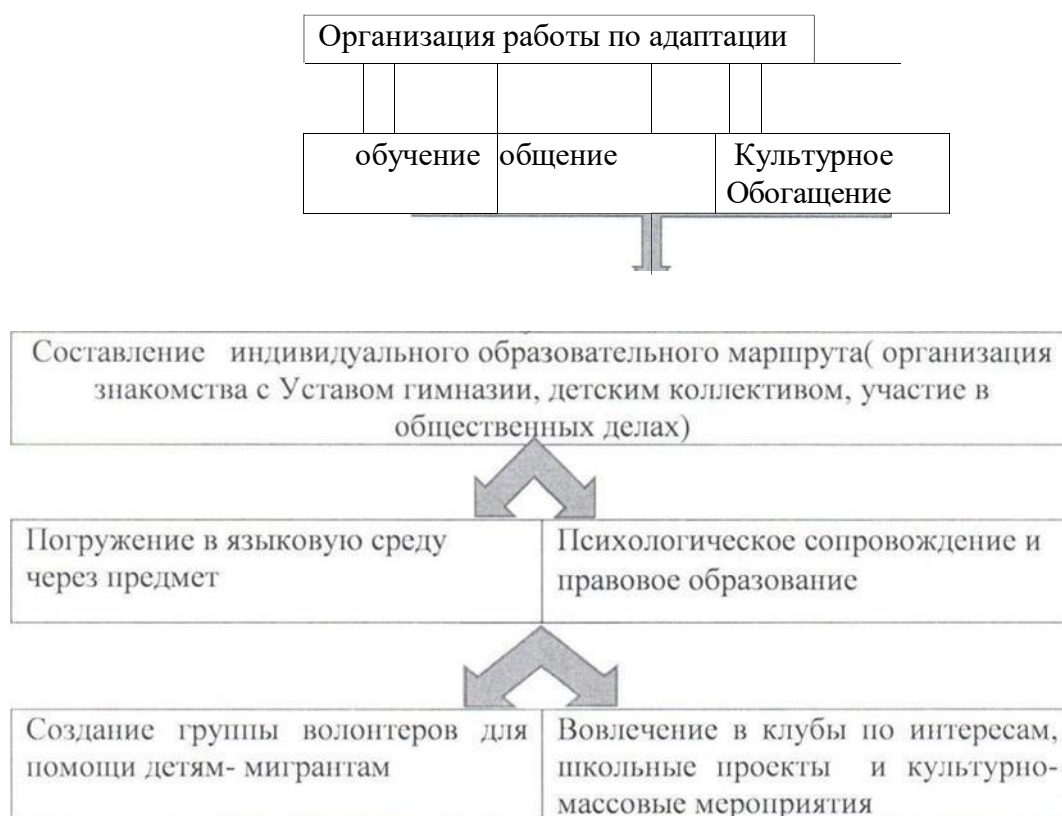 Организация работы по адаптации
обучение общение Культурное
Обогащение
Составление индивидуального образовательного маршрута( организация
знакомства с Уставом гимназии, детским коллективом, участие в
общественных делах)
Погружение в языковую среду
через предмет
Психологическое сопровождение и
правовое образование
Создание группы волонтеров для
помощи детям- мигрантам
Вовлечение в клубы по интересам,
школьные проекты и культурно-
массовые мероприятия